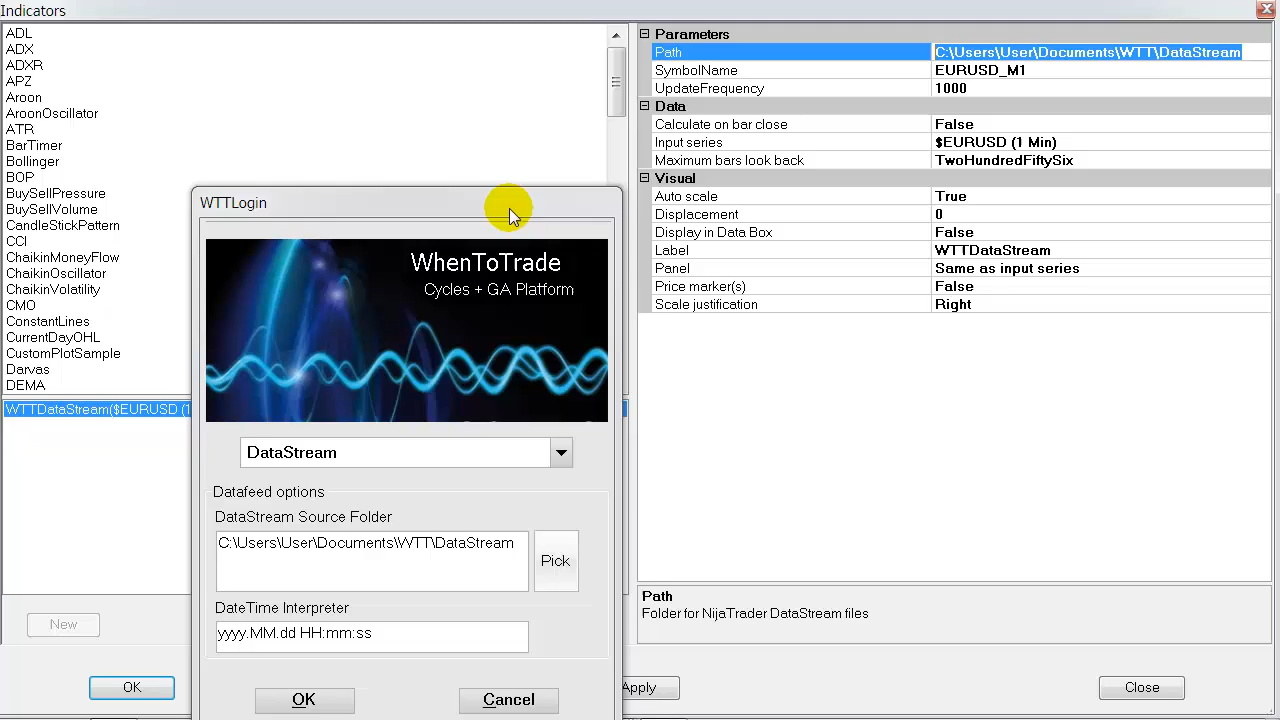 Indicators
ADL
ADX
ADXR
APZ
Aroon
AroonOscillator
ATR
BarTimer
Bollinger
BOP
BuySellPressure
BuySellVolume
CandleStickPattern
CCI
ChaikinMoneyFlow
ChaikinOscillator
ChaikinVolatility
CMO
ConstantLines
CurrentDayOHL
CustomPlotSample
Darvas
DEMA
WTTDataStream($EURUSD (1
New
OK
WTTLogin
WhenToTrade
Cycles + GA Platform
DataStream
Datafeed options
DataStream Source Folder
C:\Users\User\Documents\WTT\DataStream
Pick
DateTime Interpreter
yyyy.MM.dd HH:mm:ss
OK
Cancel
Parameters
Path C:\Users\User\Documents\WTT\DataStream
SymbolName EURUSD_M1
UpdateFrequency 1000
Data
Calculate on bar close False
Input series $EURUSD (1 Min)
Maximum bars look back TwoHundredFiftySix
Visual
Auto scale True
Displacement 0
Display in Data Box False
Label WTTDataStream
Panel Same as input series
Price marker(s) False
Scale justification Right
Path
Folder for NijaTrader DataStream files
Apply
Close